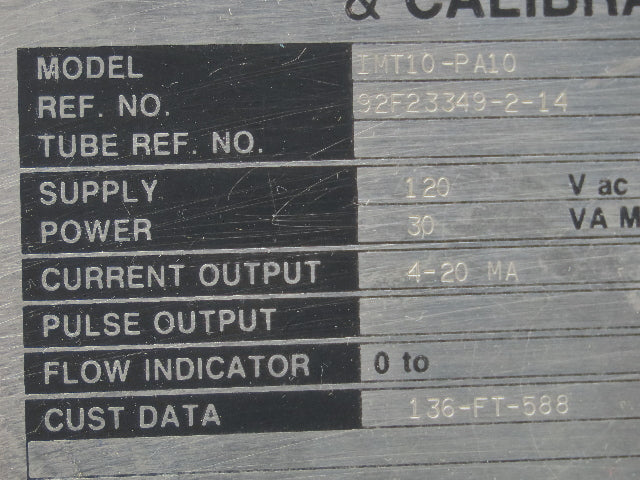 & CALIBRA
MODEL IMT10-PA10
REF. NO. 92F23349-2-14
TUBE REF. NO.
SUPPLY 120 V ac
POWER 30 VA M
CURRENT OUTPUT 4-20 MA
PULSE OUTPUT
FLOW INDICATOR 0 to
CUST DATA 136-FT-588